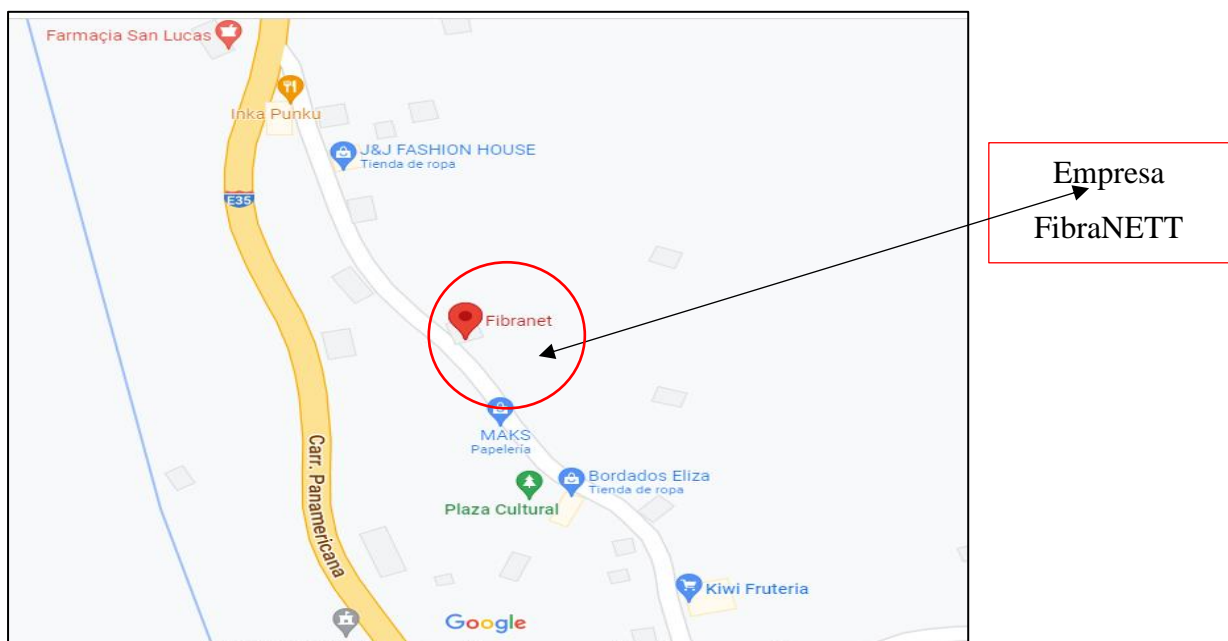 Farmaçia San Lucas
Inka Punku
J&J FASHION HOUSE
Tienda de ropa
E35
Empresa
FibraNETT
Fibranet
MAKS
Papelería
Bordados Eliza
Tienda de ropa
Plaza Cultural
Carr. Panamericana
Kiwi Fruteria
Google